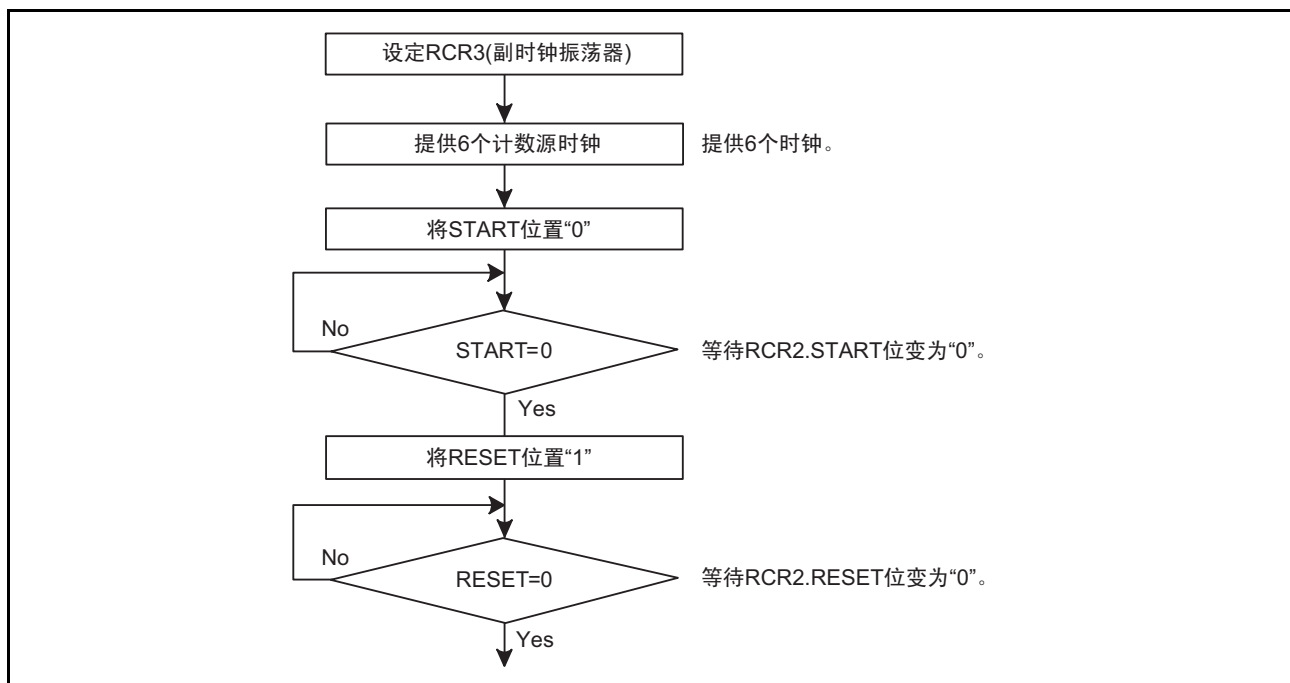 设定RCR3(副时钟振荡器)
提供6个计数源时钟
提供6个时钟。
将START位置“0”
No
START=0
等待RCR2.START位变为“0”。
Yes
将RESET位置“1”
No
RESET=0
等待RCR2.RESET位变为“0”。
Yes